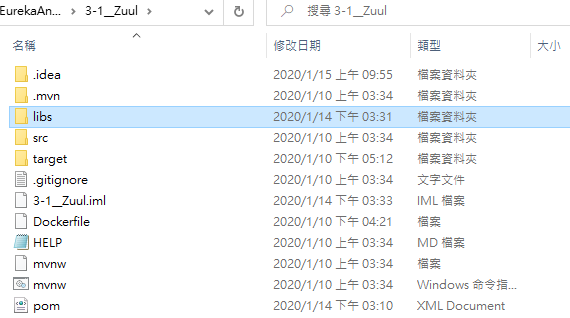 EurekaAn... > 3-1__Zuul > 搜尋 3-1__Zuul
名稱 修改日期 類型 大小
.idea 2020/1/15 上午 09:55 檔案資料夾
.mvn 2020/1/10 上午 03:34 檔案資料夾
libs 2020/1/14 下午 03:31 檔案資料夾
src 2020/1/10 上午 03:34 檔案資料夾
target 2020/1/10 下午 05:12 檔案資料夾
.gitignore 2020/1/10 上午 03:34 文字文件
3-1__Zuul.iml 2020/1/14 下午 03:33 IML 檔案
Dockerfile 2020/1/10 下午 04:21 檔案
HELP 2020/1/10 上午 03:34 MD 檔案
mvnw 2020/1/10 上午 03:34 檔案
mvnw 2020/1/10 上午 03:34 Windows 命令指...
pom 2020/1/14 下午 03:10 XML Document